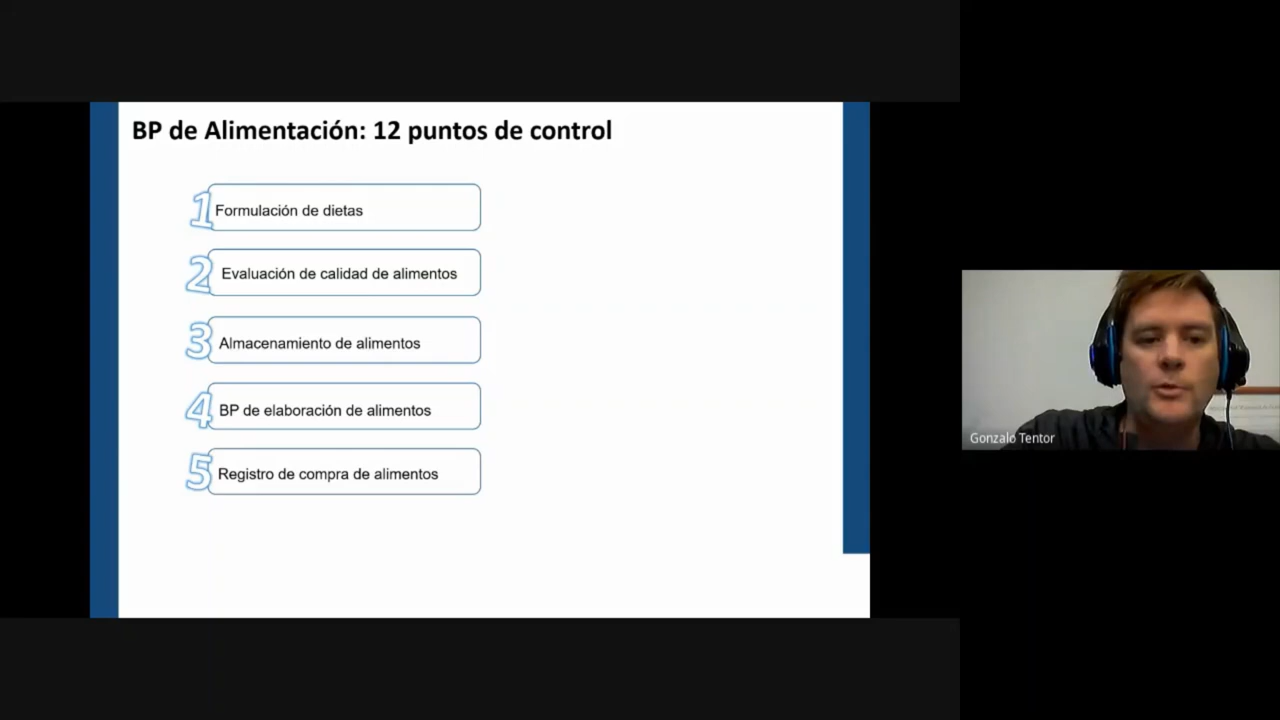 BP de Alimentación: 12 puntos de control
1 Formulación de dietas
2 Evaluación de calidad de alimentos
3 Almacenamiento de alimentos
4 BP de elaboración de alimentos
5 Registro de compra de alimentos
Gonzalo Tentor